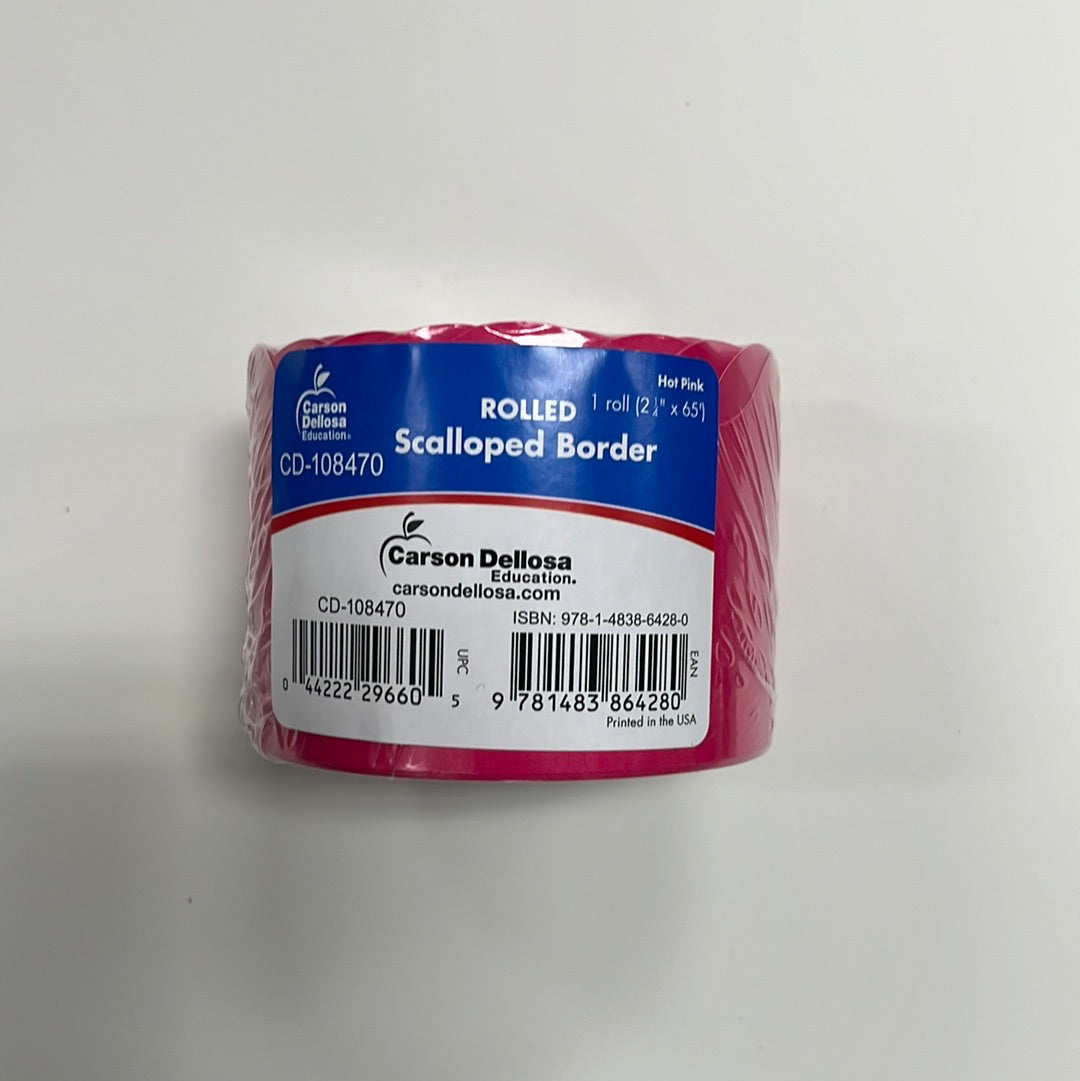 Hot Pink
1 roll (2 ¼" x 65')
ROLLED
Scalloped Border
Carson
Dellosa
Education®
CD-108470
Carson Dellosa
Education.
carsondellosa.com
CD-108470
ISBN: 978-1-4838-6428-0
UPC
EAN
0 44222 29660 5
9 781483 864280
Printed in the USA